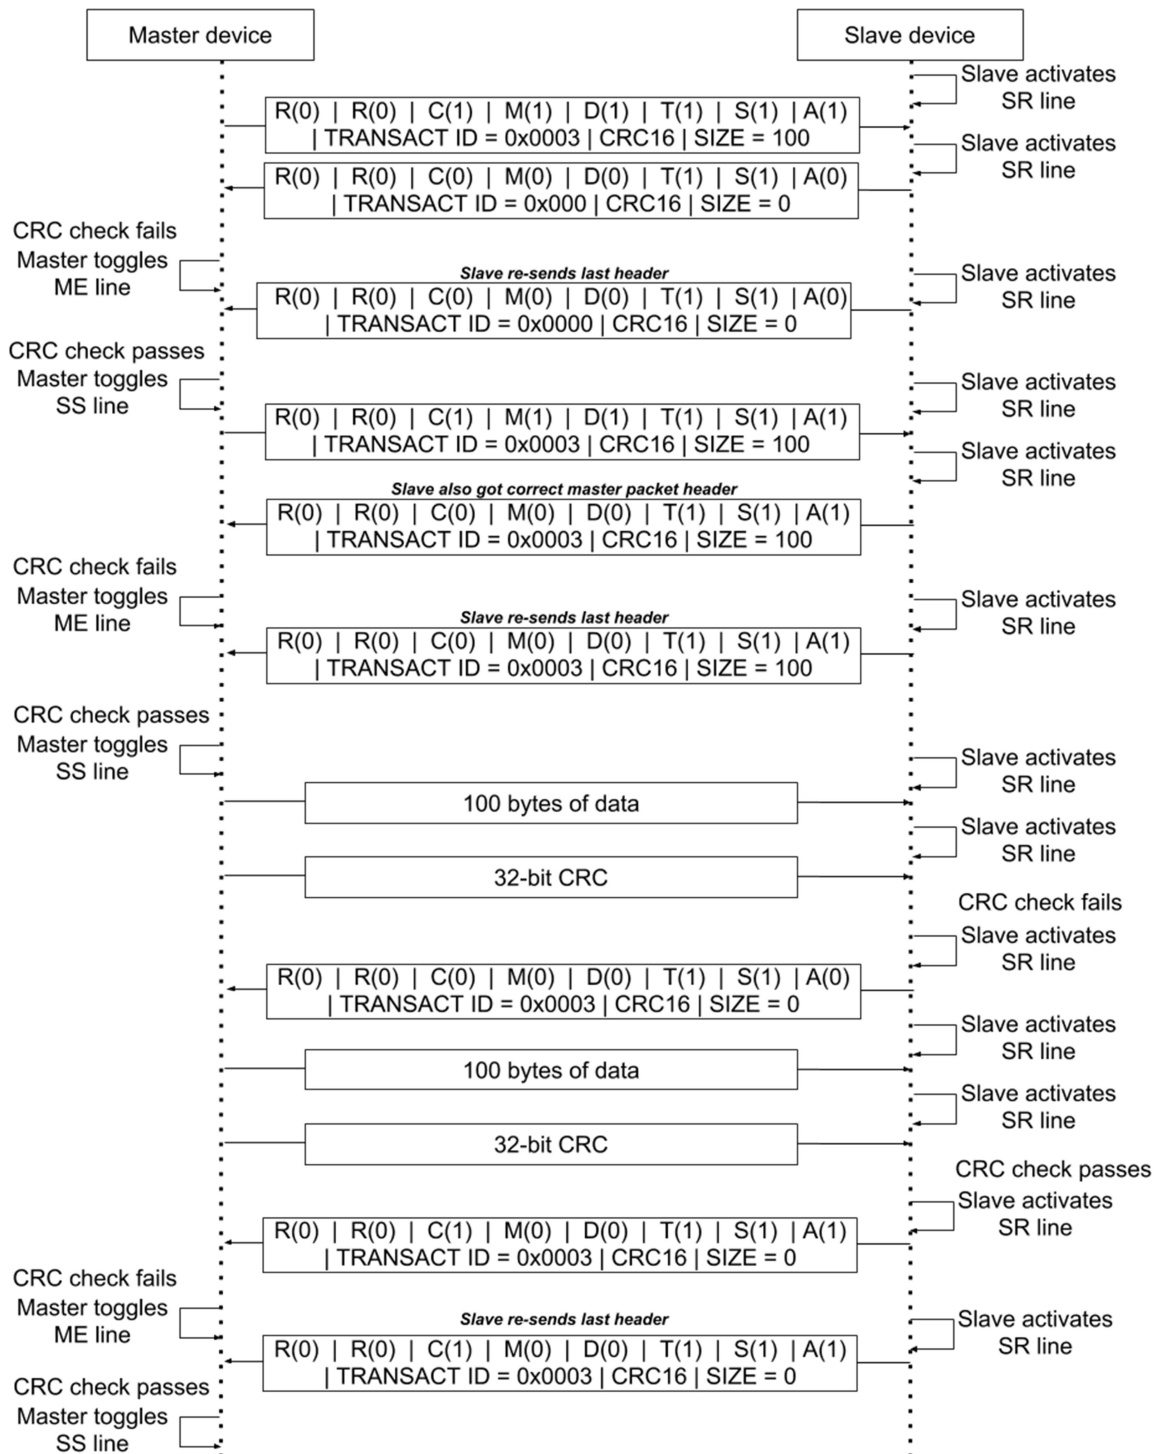 Master device
Slave device
Slave activates
SR line
R(0) | R(0) | C(1) | M(1) | D(1) | T(1) | S(1) | A(1)
| TRANSACT ID = 0x0003 | CRC16 | SIZE = 100
Slave activates
SR line
R(0) | R(0) | C(0) | M(0) | D(0) | T(1) | S(1) | A(0)
| TRANSACT ID = 0x000 | CRC16 | SIZE = 0
CRC check fails
Master toggles
ME line
Slave re-sends last header
Slave activates
SR line
R(0) | R(0) | C(0) | M(0) | D(0) | T(1) | S(1) | A(0)
| TRANSACT ID = 0x0000 | CRC16 | SIZE = 0
CRC check passes
Master toggles
SS line
Slave activates
SR line
R(0) | R(0) | C(1) | M(1) | D(1) | T(1) | S(1) | A(1)
| TRANSACT ID = 0x0003 | CRC16 | SIZE = 100
Slave activates
SR line
Slave also got correct master packet header
R(0) | R(0) | C(0) | M(0) | D(0) | T(1) | S(1) | A(1)
| TRANSACT ID = 0x0003 | CRC16 | SIZE = 100
CRC check fails
Master toggles
ME line
Slave activates
SR line
Slave re-sends last header
R(0) | R(0) | C(0) | M(0) | D(0) | T(1) | S(1) | A(1)
| TRANSACT ID = 0x0003 | CRC16 | SIZE = 100
CRC check passes
Master toggles
SS line
Slave activates
SR line
100 bytes of data
Slave activates
SR line
32-bit CRC
CRC check fails
Slave activates
SR line
R(0) | R(0) | C(0) | M(0) | D(0) | T(1) | S(1) | A(0)
| TRANSACT ID = 0x0003 | CRC16 | SIZE = 0
Slave activates
SR line
100 bytes of data
Slave activates
SR line
32-bit CRC
CRC check passes
Slave activates
SR line
R(0) | R(0) | C(1) | M(0) | D(0) | T(1) | S(1) | A(1)
| TRANSACT ID = 0x0003 | CRC16 | SIZE = 0
CRC check fails
Master toggles
ME line
Slave re-sends last header
Slave activates
SR line
R(0) | R(0) | C(1) | M(0) | D(0) | T(1) | S(1) | A(1)
| TRANSACT ID = 0x0003 | CRC16 | SIZE = 0
CRC check passes
Master toggles
SS line